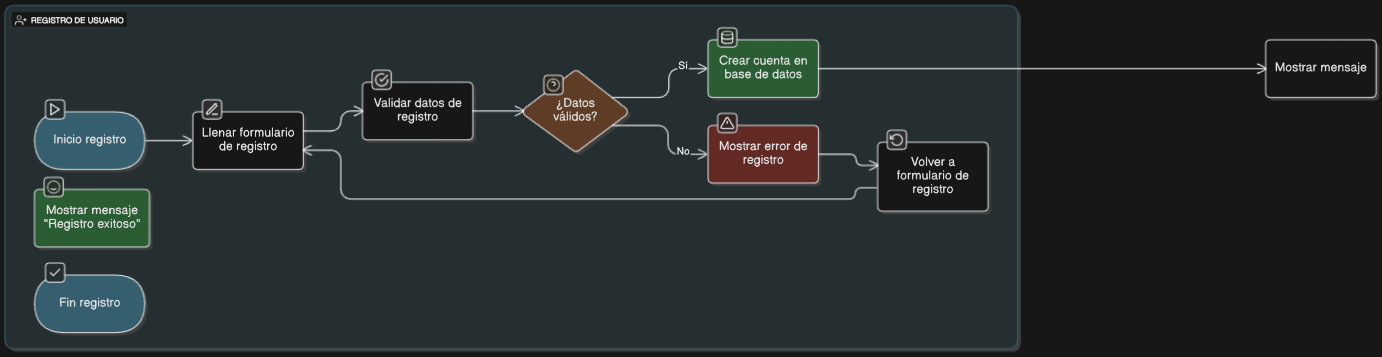 REGISTRO DE USUARIO
Inicio registro
Llenar formulario
de registro
Validar datos de
registro
¿Datos
válidos?
Sí
Crear cuenta en
base de datos
Mostrar mensaje
No
Mostrar error de
registro
Volver a
formulario de
registro
Mostrar mensaje
"Registro exitoso"
Fin registro